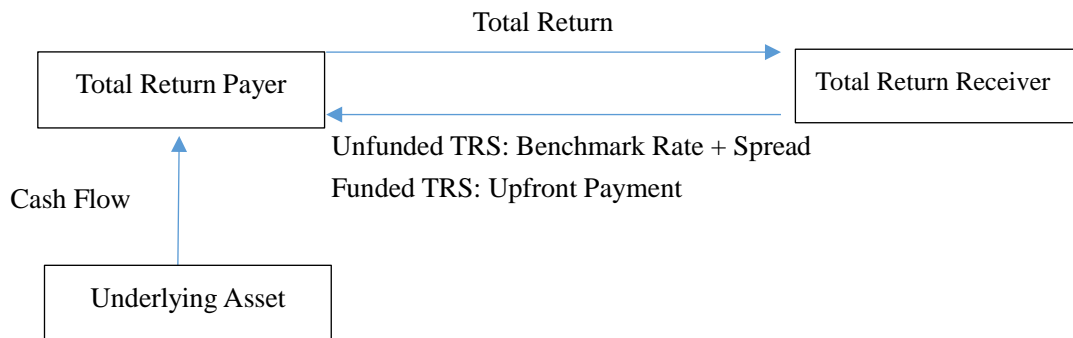 Total Return
Total Return Payer
Total Return Receiver
Unfunded TRS: Benchmark Rate + Spread
Funded TRS: Upfront Payment
Cash Flow
Underlying Asset